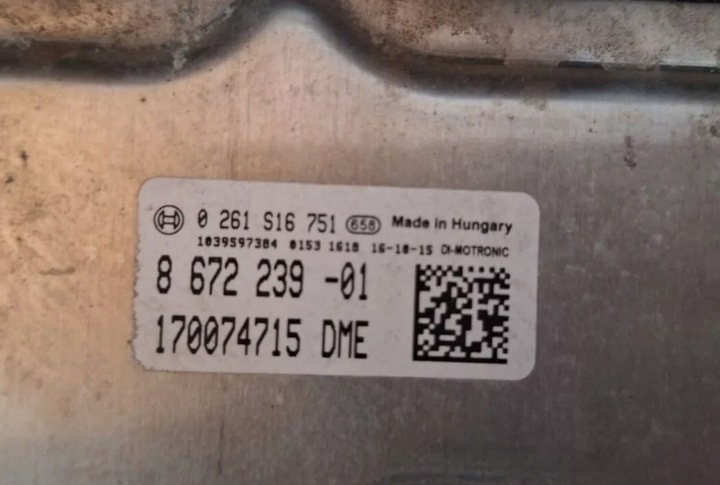 0 261 S16 751 658 Made in Hungary
1039S97384 0153 1618 16-10-15 DI-MOTRONIC
8 672 239 -01
170074715 DME